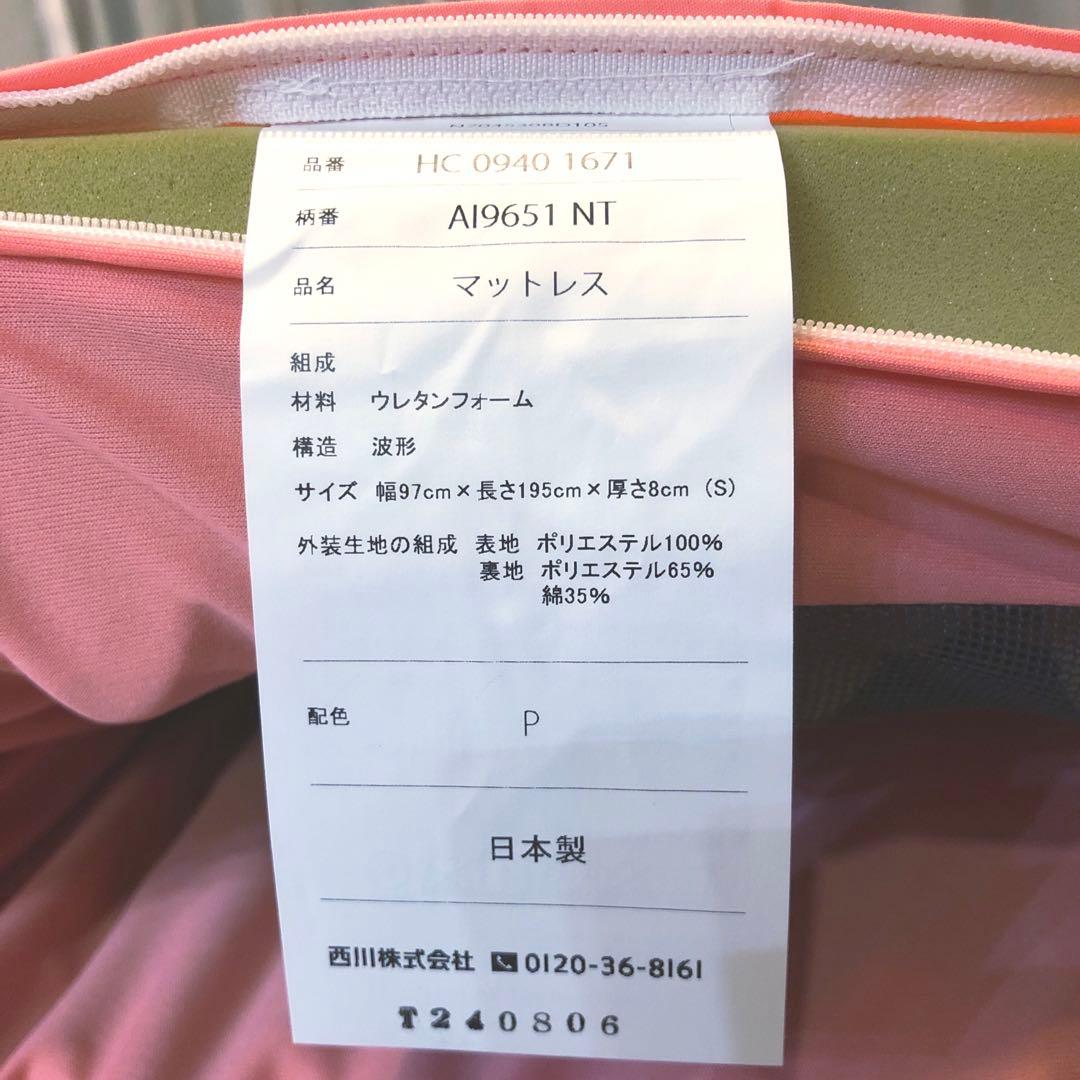 品番 HC 0940 1671
柄番 AI9651 NT
品名 マットレス
組成
材料 ウレタンフォーム
構造 波形
サイズ 幅97cm×長さ195cm×厚さ8cm (S)
外装生地の組成 表地 ポリエステル100%
裏地 ポリエステル65%
綿35%
配色 P
日本製
西川株式会社 0120-36-8161
T240806